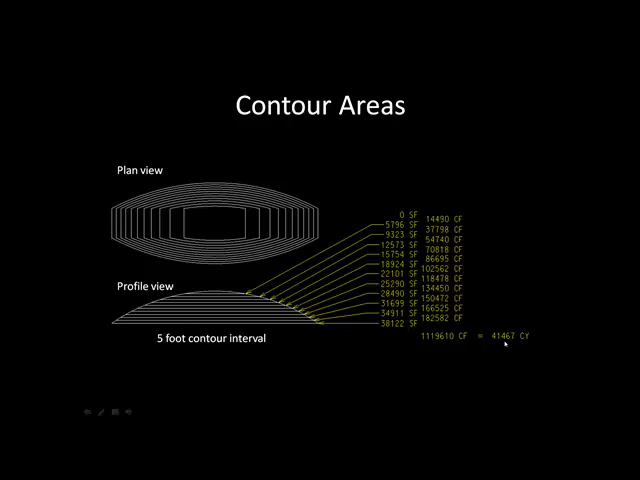 Contour Areas
Plan view
0 SF
14490 CF
5796 SF
37798 CF
9323 SF
54740 CF
12573 SF
70818 CF
15754 SF
86695 CF
18924 SF
102562 CF
22101 SF
118478 CF
25290 SF
134450 CF
28490 SF
150472 CF
31699 SF
166525 CF
34911 SF
182582 CF
38122 SF
Profile view
5 foot contour interval
1119610 CF = 41467 CY